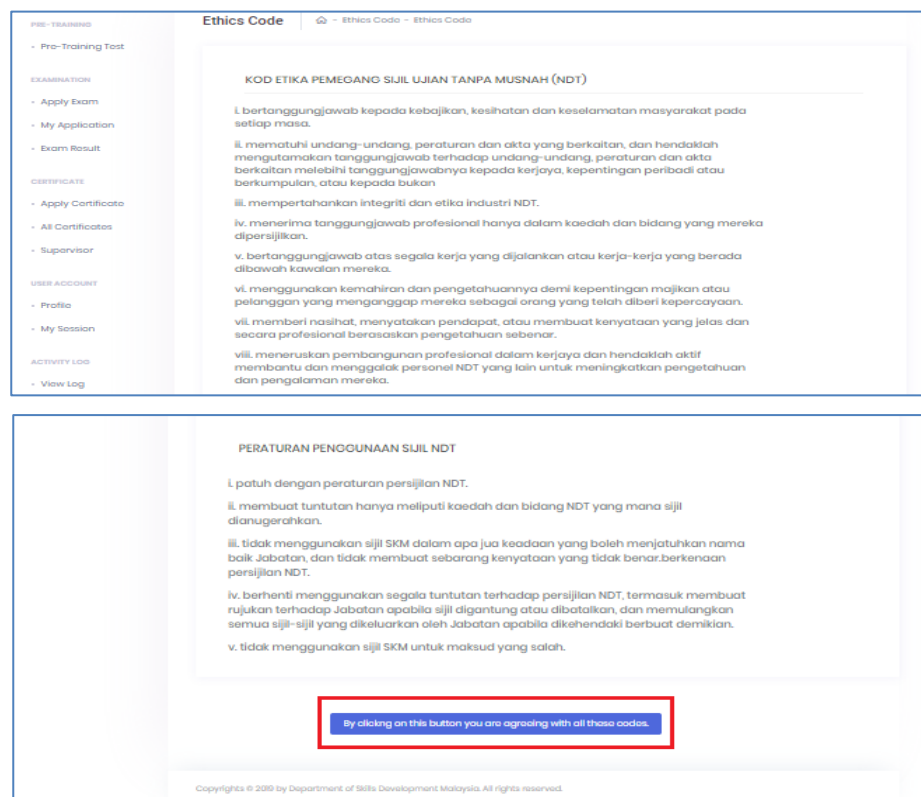 PRE-TRAINING
- Pre-Training Test
EXAMINATION
- Apply Exam
- My Application
- Exam Result
CERTIFICATE
- Apply Certificate
- All Certificates
- Supervisor
USER ACCOUNT
- Profile
- My Session
ACTIVITY LOG
- View Log
Ethics Code - Ethics Code - Ethics Code
KOD ETIKA PEMEGANG SIJIL UJIAN TANPA MUSNAH (NDT)
i. bertanggungjawab kepada kebajikan, kesihatan dan keselamatan masyarakat pada
setiap masa.
ii. mematuhi undang-undang, peraturan dan akta yang berkaitan, dan hendaklah
mengutamakan tanggungjawab terhadap undang-undang, peraturan dan akta
berkaitan melebihi tanggungjawabnya kepada kerjaya, kepentingan peribadi atau
berkumpulan, atau kepada bukan
iii. mempertahankan integriti dan etika industri NDT.
iv. menerima tanggungjawab profesional hanya dalam kaedah dan bidang yang mereka
dipersijilkan.
v. bertanggungjawab atas segala kerja yang dijalankan atau kerja-kerja yang berada
dibawah kawalan mereka.
vi. menggunakan kemahiran dan pengetahuannya demi kepentingan majikan atau
pelanggan yang menganggap mereka sebagai orang yang telah diberi kepercayaan.
vii. memberi nasihat, menyatakan pendapat, atau membuat kenyataan yang jelas dan
secara profesional berasaskan pengetahuan sebenar.
viii. meneruskan pembangunan profesional dalam kerjaya dan hendaklah aktif
membantu dan menggalak personel NDT yang lain untuk meningkatkan pengetahuan
dan pengalaman mereka.
PERATURAN PENGGUNAAN SIJIL NDT
i. patuh dengan peraturan persijilan NDT.
ii. membuat tuntutan hanya meliputi kaedah dan bidang NDT yang mana sijil
dianugerahkan.
iii. tidak menggunakan sijil SKM dalam apa jua keadaan yang boleh menjatuhkan nama
baik Jabatan, dan tidak membuat sebarang kenyataan yang tidak benar.berkenaan
persijilan NDT.
iv. berhenti menggunakan segala tuntutan terhadap persijilan NDT, termasuk membuat
rujukan terhadap Jabatan apabila sijil digantung atau dibatalkan, dan memulangkan
semua sijil-sijil yang dikeluarkan oleh Jabatan apabila dikehendaki berbuat demikian.
v. tidak menggunakan sijil SKM untuk maksud yang salah.
By clickng on this button you are agreeing with all these codes.
Copyrights © 2019 by Department of Skills Development Malaysia. All rights reserved.